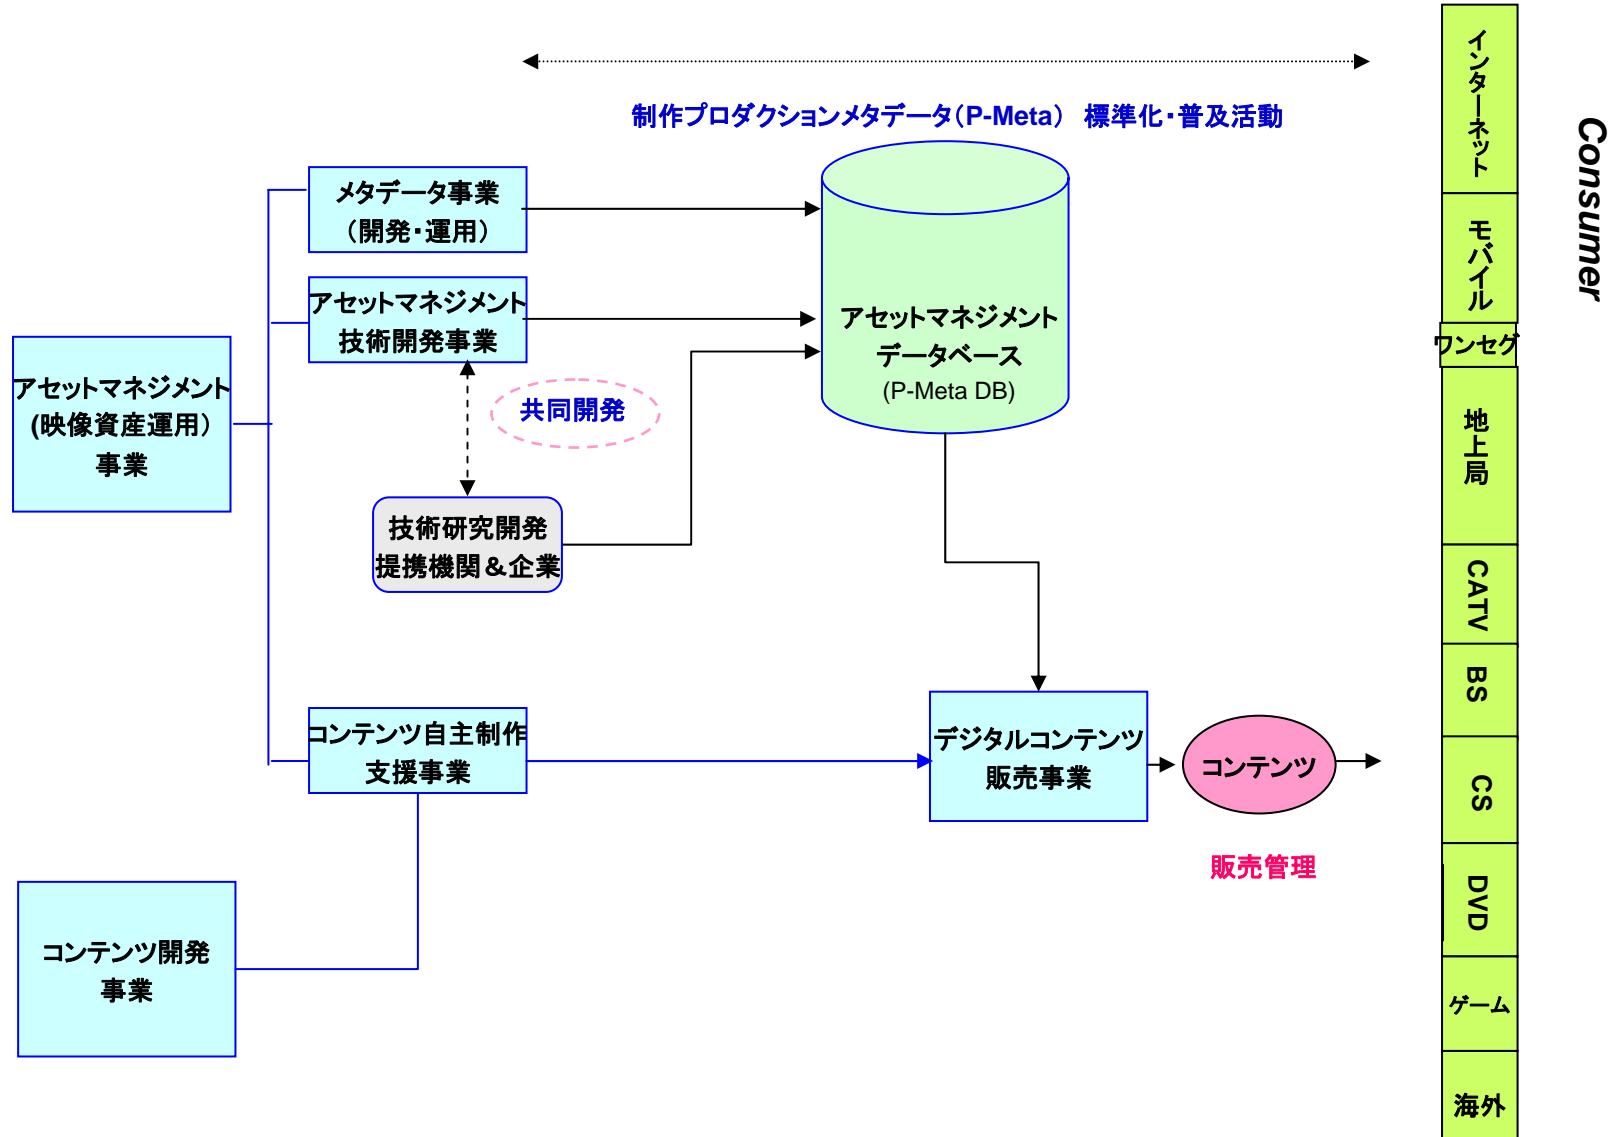 制作プロダクションメタデータ(P-Meta) 標準化・普及活動
メタデータ事業
(開発・運用)
アセットマネジメント
技術開発事業
アセットマネジメント
(映像資産運用)
事業
共同開発
技術研究開発
提携機関&企業
アセットマネジメント
データベース
(P-Meta DB)
コンテンツ自主制作
支援事業
デジタルコンテンツ
販売事業
コンテンツ
販売管理
コンテンツ開発
事業
インターネット
モバイル
ワンセグ
地上局
CATV
BS
CS
DVD
ゲーム
海外
Consumer